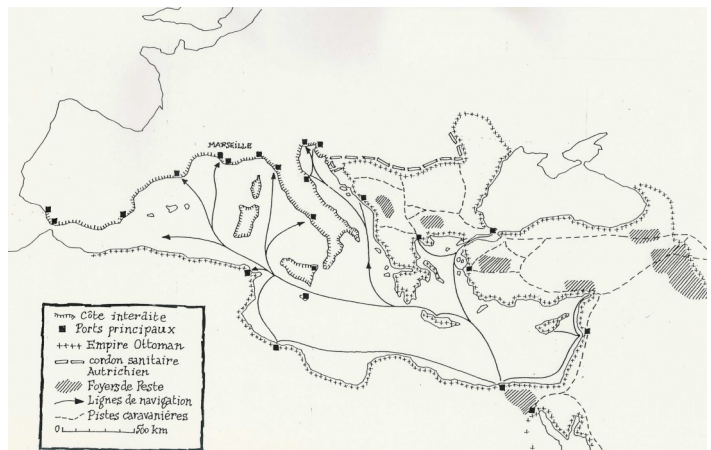 MARSEILLE
Côte interdite
Ports principaux
Empire Ottoman
cordon sanitaire
Autrichien
Foyers de Peste
Lignes de navigation
Pistes caravanières
0 500 km